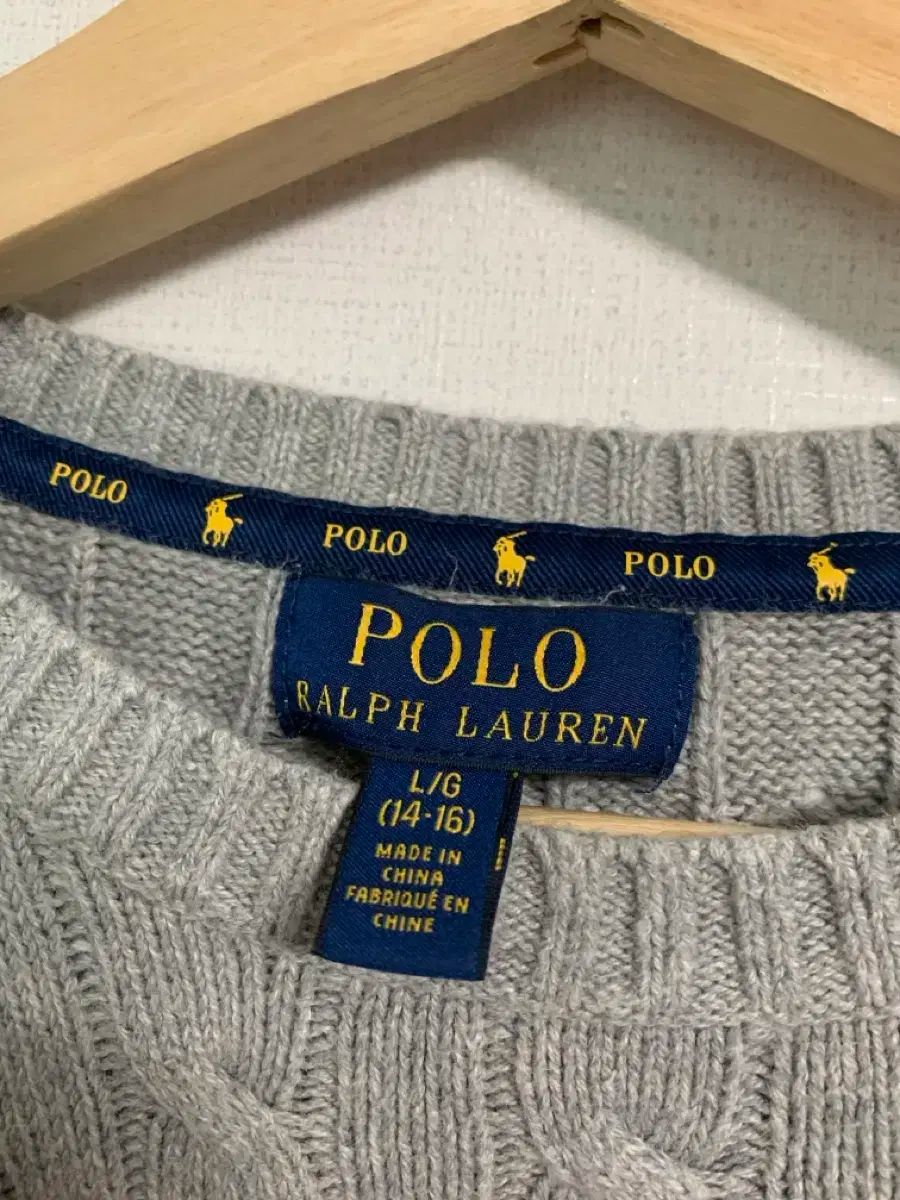 POLO POLO POLO
POLO
RALPH LAUREN
L/G
(14-16)
MADE IN
CHINA
FABRIQUÉ EN
CHINE